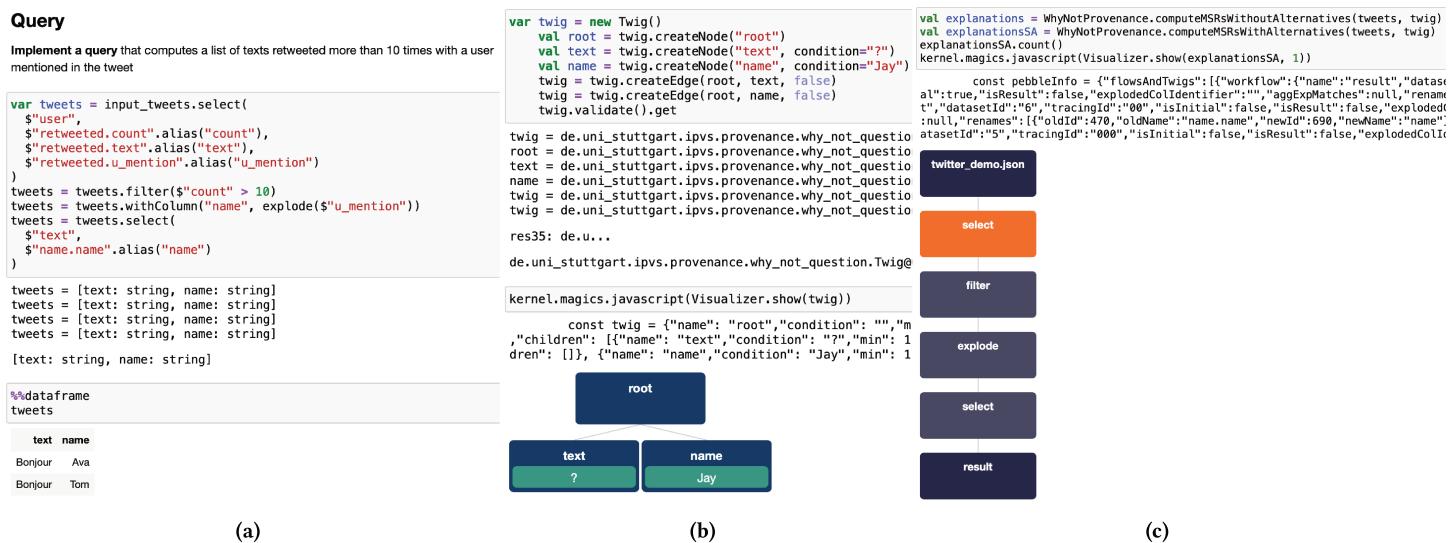 Query
Implement a query that computes a list of texts retweeted more than 10 times with a user
mentioned in the tweet
var tweets = input_tweets.select(
$"user",
$"retweeted.count".alias("count"),
$"retweeted.text".alias("text"),
$"retweeted.u_mention".alias("u_mention")
)
tweets = tweets.filter($"count" > 10)
tweets = tweets.withColumn("name", explode($"u_mention"))
tweets = tweets.select(
$"text",
$"name.name".alias("name")
)
tweets = [text: string, name: string]
tweets = [text: string, name: string]
tweets = [text: string, name: string]
tweets = [text: string, name: string]
[text: string, name: string]
%%dataframe
tweets
text name
Bonjour Ava
Bonjour Tom
(a)
var twig = new Twig()
val root = twig.createNode("root")
val text = twig.createNode("text", condition="?")
val name = twig.createNode("name", condition="Jay")
twig = twig.createEdge(root, text, false)
twig = twig.createEdge(root, name, false)
twig.validate().get
twig = de.uni_stuttgart.ipvs.provenance.why_not_questio
root = de.uni_stuttgart.ipvs.provenance.why_not_questio
text = de.uni_stuttgart.ipvs.provenance.why_not_questio
name = de.uni_stuttgart.ipvs.provenance.why_not_questio
twig = de.uni_stuttgart.ipvs.provenance.why_not_questio
twig = de.uni_stuttgart.ipvs.provenance.why_not_questio
res35: de.u...
de.uni_stuttgart.ipvs.provenance.why_not_question.Twig@
kernel.magics.javascript(Visualizer.show(twig))
const twig = {"name": "root","condition": "","m
,"children": [{"name": "text","condition": "?","min": 1
dren": []}, {"name": "name","condition": "Jay","min": 1
root
text name
? Jay
(b)
val explanations = WhyNotProvenance.computeMSRsWithoutAlternatives(tweets, twig)
val explanationsSA = WhyNotProvenance.computeMSRsWithAlternatives(tweets, twig)
explanationsSA.count()
kernel.magics.javascript(Visualizer.show(explanationsSA, 1))
const pebbleInfo = {"flowsAndTwigs":[{"workflow":{"name":"result","datase
al":true,"isResult":false,"explodedColIdentifier":"","aggExpMatches":null,"rename
t","datasetId":"6","tracingId":"00","isInitial":false,"isResult":false,"explodedC
:null,"renames":[{"oldId":470,"oldName":"name.name","newId":690,"newName":"name"}
atasetId":"5","tracingId":"000","isInitial":false,"isResult":false,"explodedColId
twitter_demo.json
select
filter
explode
select
result
(c)